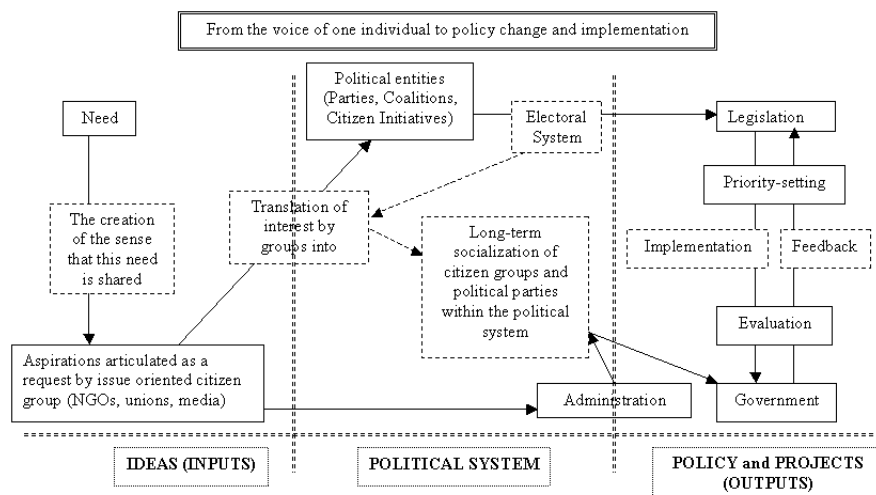 From the voice of one individual to policy change and implementation
Need
The creation
of the sense
that this need
is shared
Aspirations articulated as a
request by issue oriented citizen
group (NGOs, unions, media)
Political entities
(Parties, Coalitions,
Citizen Initiatives)
Electoral
System
Translation of
interest by
groups into
Long-term
socialization of
citizen groups and
political parties
within the political
system
Administration
Legislation
Priority-setting
Implementation
Feedback
Evaluation
Government
IDEAS (INPUTS)
POLITICAL SYSTEM
POLICY and PROJECTS
(OUTPUTS)